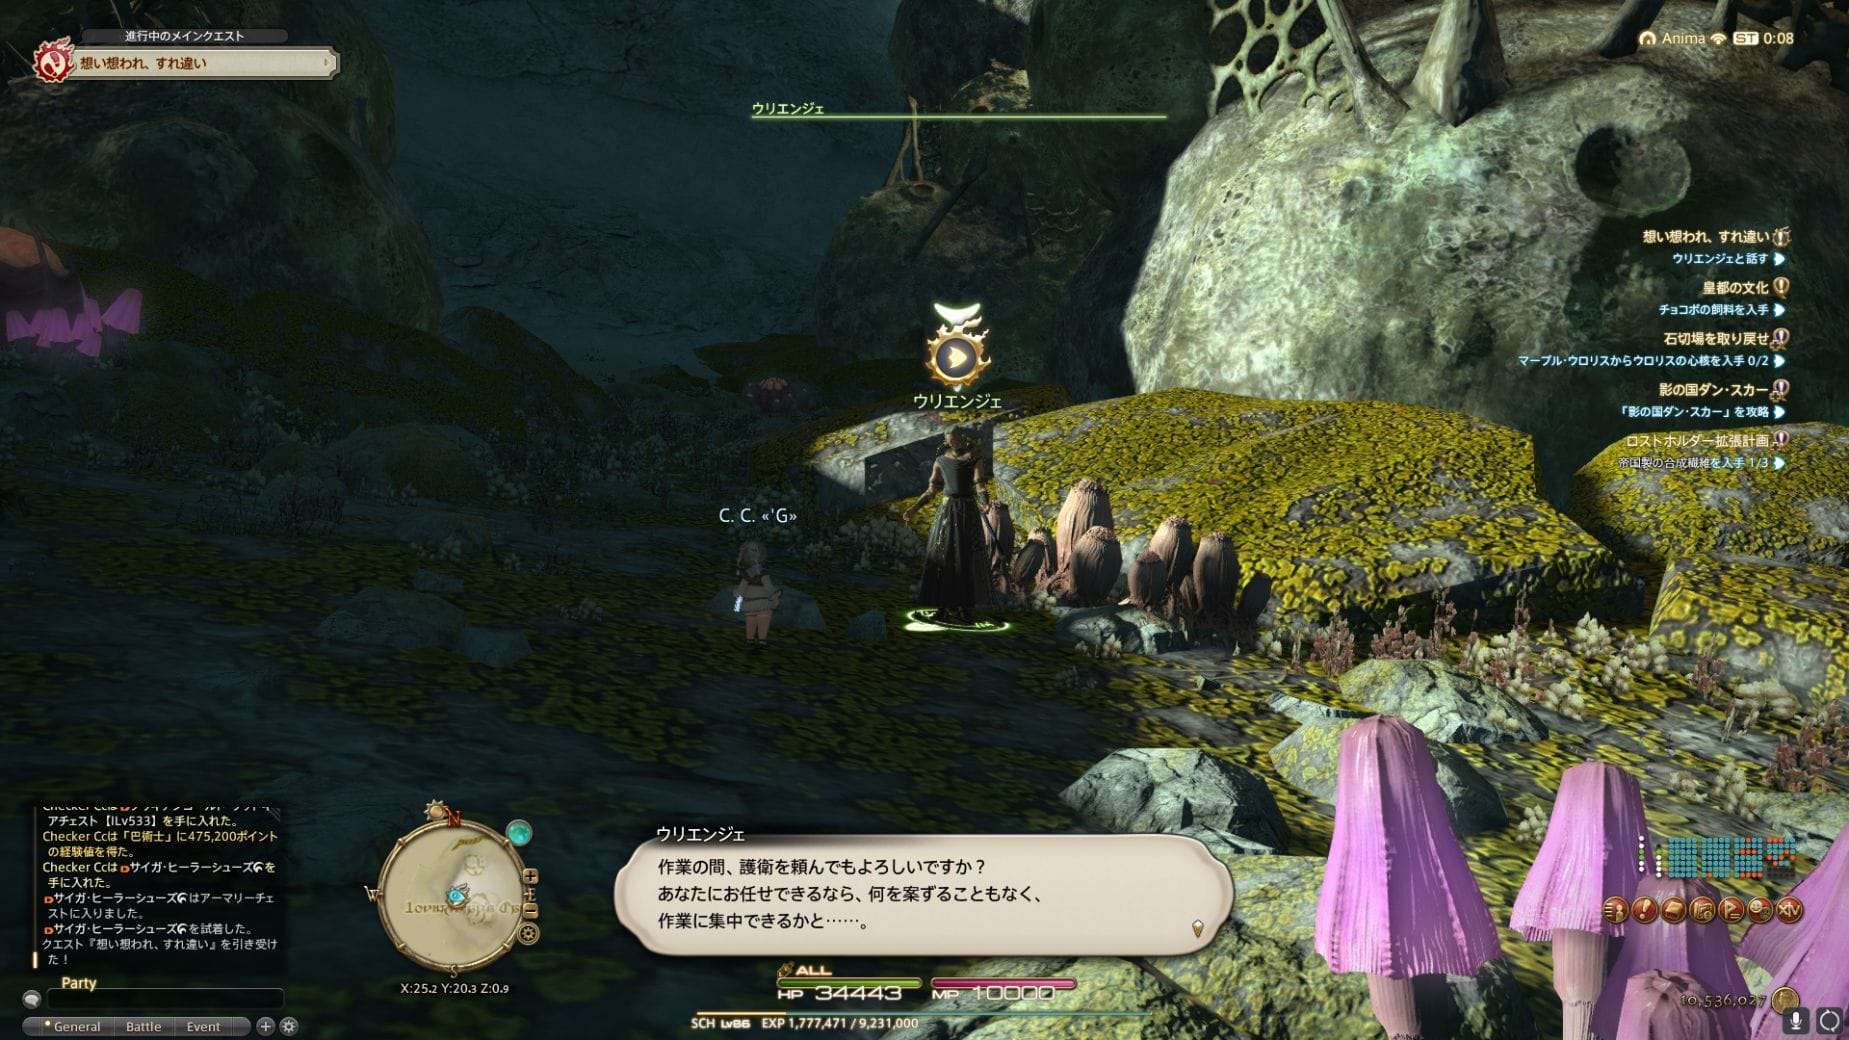 進行中のメインクエスト
想い想われ、すれ違い
Anima ST 0:08
ウリエンジェ
想い想われ、すれ違い
ウリエンジェと話す
皇都の文化
チョコボの飼料を入手
石切場を取り戻せ
マーブル・ウロリスからウロリスの心核を入手 0/2
影の国ダン・スカー
「影の国ダン・スカー」を攻略
ロストホルダー拡張計画
帝国製の合成繊維を入手 1/3
ウリエンジェ
C. C. «'G»
アチェスト【ILv533】を手に入れた。
Checker Ccは「巴術士」に475,200ポイント
の経験値を得た。
Checker Ccはサイガ・ヒーラーシューズを
手に入れた。
サイガ・ヒーラーシューズはアーマリーチェ
ストに入りました。
サイガ・ヒーラーシューズを試着した。
クエスト『想い想われ、すれ違い』を引き受け
た！
Party
General Battle Event
N
W
E
S
X:25.2 Y:20.3 Z:0.9
ウリエンジェ
作業の間、護衛を頼んでもよろしいですか？
あなたにお任せできるなら、何を案ずることもなく、
作業に集中できるかと……。
ALL
HP 34443 MP 10000
SCH Lv86 EXP 1,777,471 / 9,231,000
XIV
10,536,027